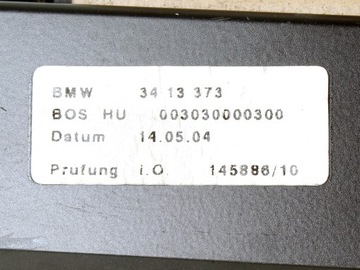 BMW 34 13 373
BOS HU 003030000300
Datum 14.05.04
Prufung i.O. 145886/10